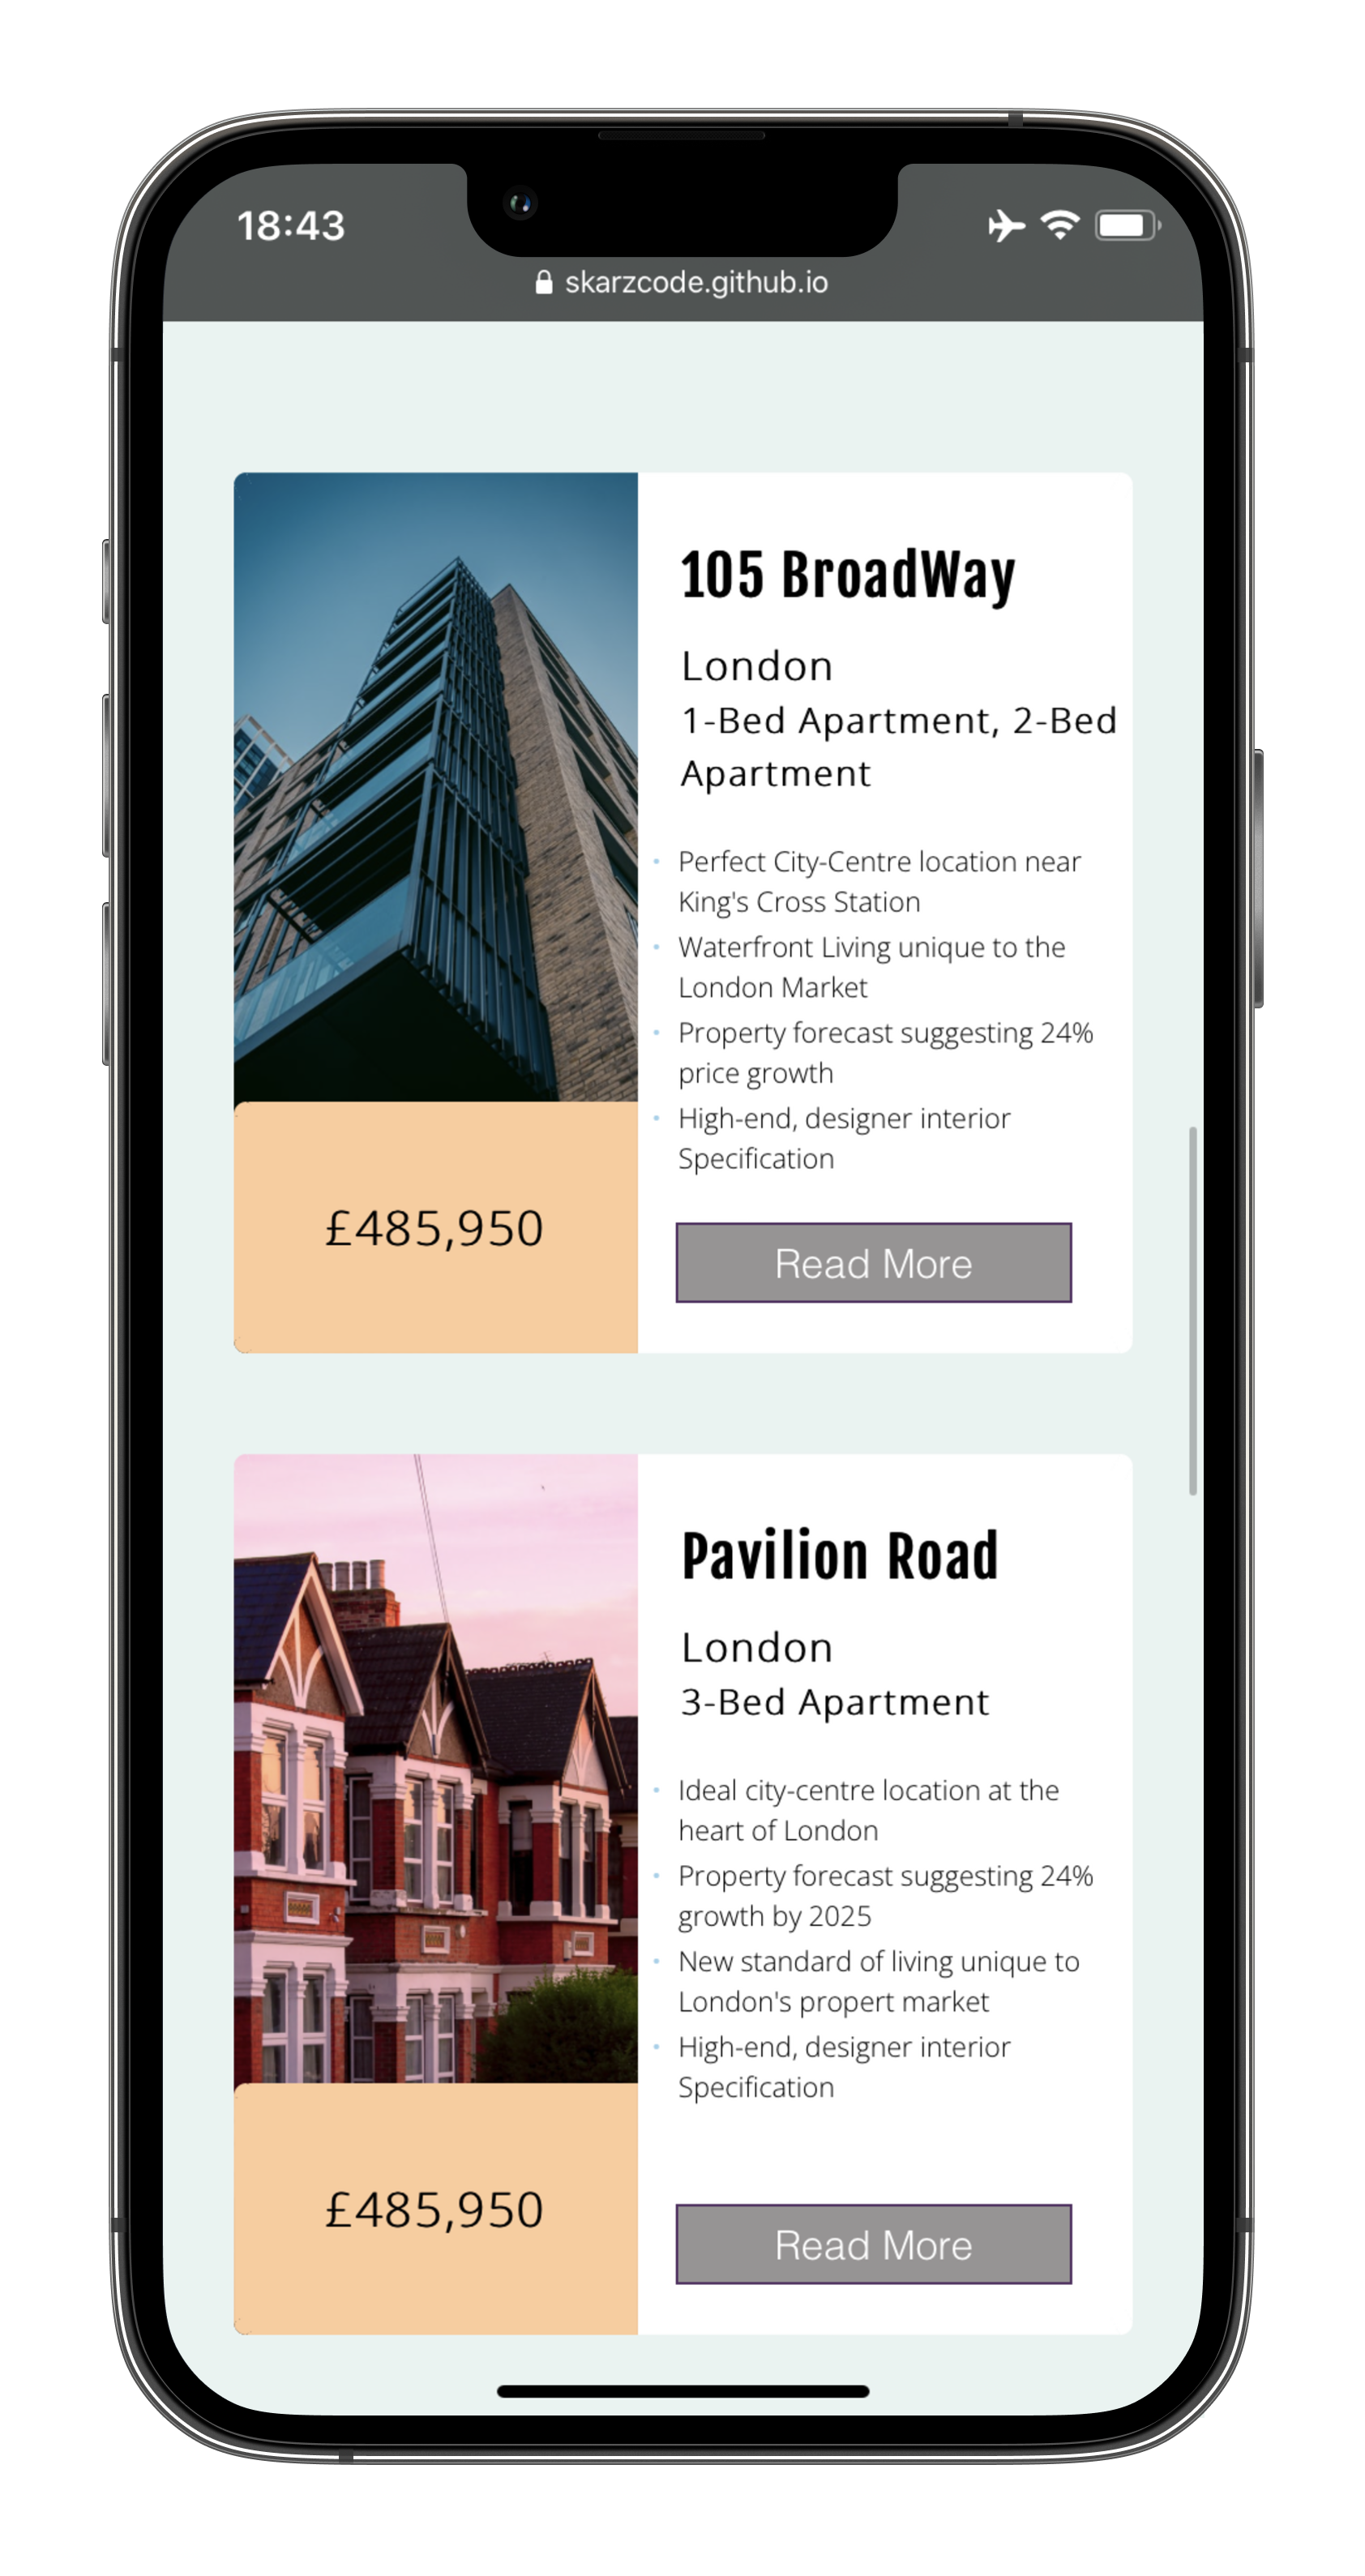 18:43
skarzcode.github.io
105 BroadWay
London
1-Bed Apartment, 2-Bed
Apartment
Perfect City-Centre location near
King's Cross Station
Waterfront Living unique to the
London Market
Property forecast suggesting 24%
price growth
High-end, designer interior
Specification
£485,950
Read More
Pavilion Road
London
3-Bed Apartment
Ideal city-centre location at the
heart of London
Property forecast suggesting 24%
growth by 2025
New standard of living unique to
London's propert market
High-end, designer interior
Specification
£485,950
Read More